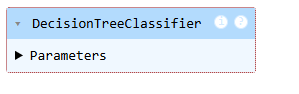 ▾ DecisionTreeClassifier i ?
▶ Parameters